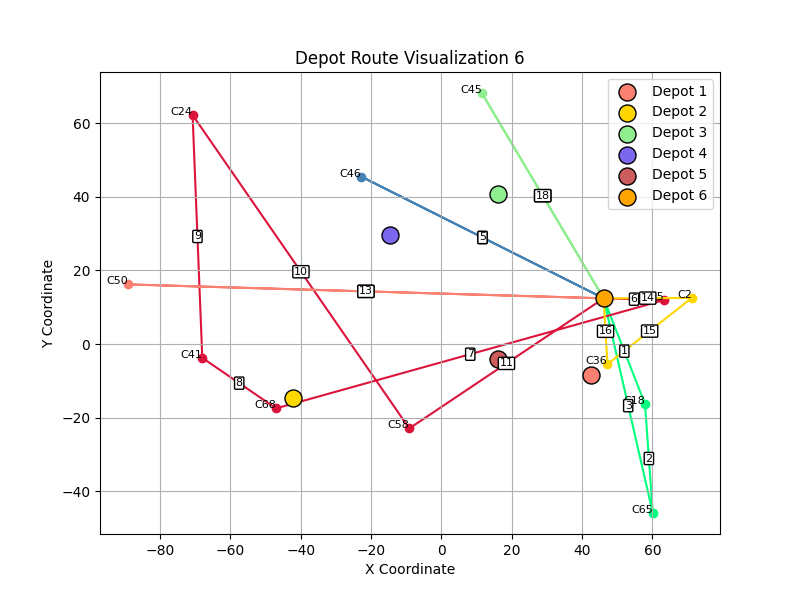 Depot Route Visualization 6
C45
C24
C46
C50
C2
C41
C36
C68
C58
C65
18
5
9
10
13
6
14
16
15
7
1
11
8
3
2
Depot 1
Depot 2
Depot 3
Depot 4
Depot 5
Depot 6
Y Coordinate
60
40
20
0
−20
−40
−80
−60
−40
−20
0
20
40
60
X Coordinate